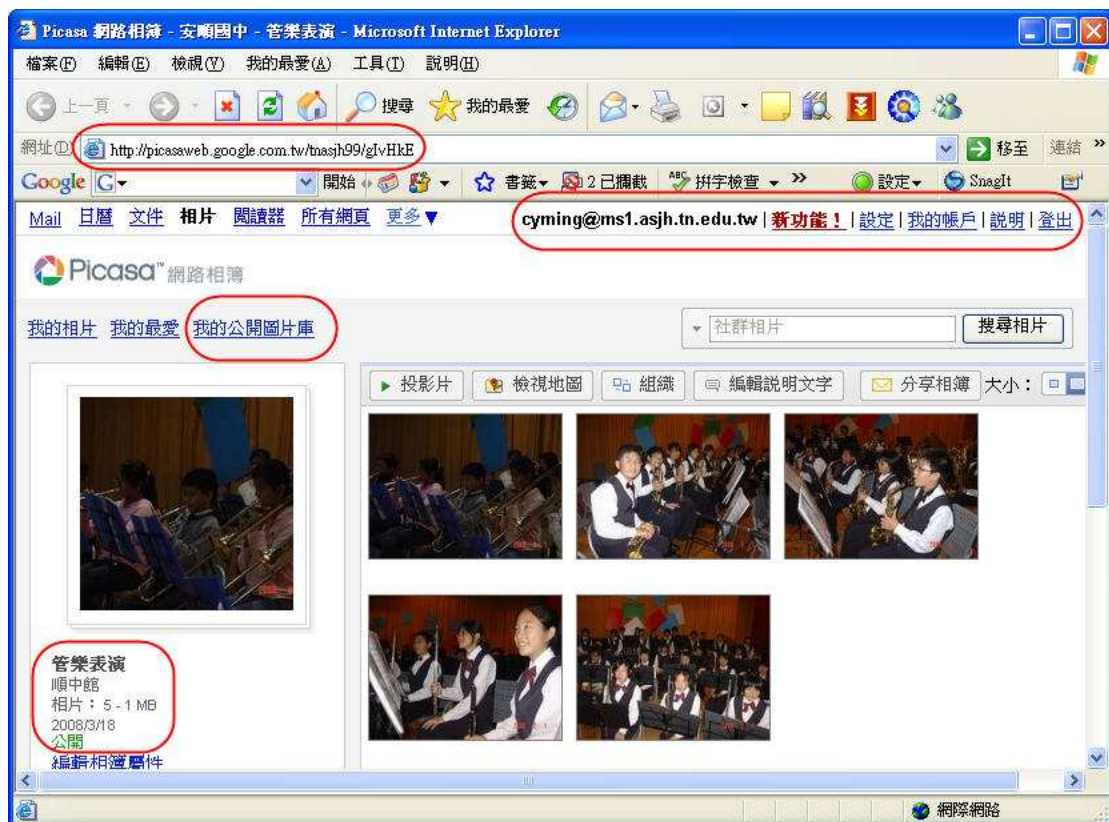 Picasa 網路相簿 - 安順國中 - 管樂表演 - Microsoft Internet Explorer
檔案(F) 編輯(E) 檢視(V) 我的最愛(A) 工具(T) 說明(H)
上一頁 搜尋 我的最愛
網址(D) http://picasaweb.google.com.tw/tnasjh99/gIvHkE 移至 連結 »
Google G 開始 書籤 2 已攔截 ABC 拼字檢查 » 設定 SnagIt
Mail 日曆 文件 相片 閱讀器 所有網頁 更多▼ cyming@ms1.asjh.tn.edu.tw | 新功能! | 設定 | 我的帳戶 | 說明 | 登出
Picasa™ 網路相簿
我的相片 我的最愛 我的公開圖片庫 社群相片 搜尋相片
投影片 檢視地圖 組織 編輯說明文字 分享相簿 大小:
管樂表演
順中館
相片: 5 - 1 MB
2008/3/18
公開
編輯相簿屬性
網際網路